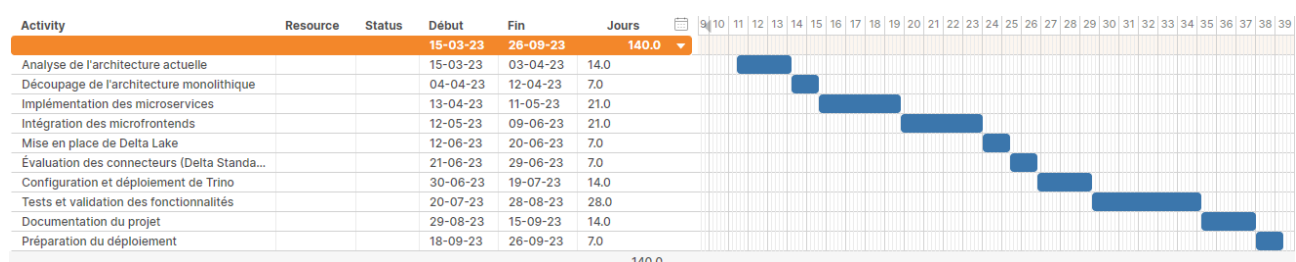 Activity Resource Status Début Fin Jours 9 10 11 12 13 14 15 16 17 18 19 20 21 22 23 24 25 26 27 28 29 30 31 32 33 34 35 36 37 38 39
15-03-23 26-09-23 140.0
Analyse de l'architecture actuelle 15-03-23 03-04-23 14.0
Découpage de l'architecture monolithique 04-04-23 12-04-23 7.0
Implémentation des microservices 13-04-23 11-05-23 21.0
Intégration des microfrontends 12-05-23 09-06-23 21.0
Mise en place de Delta Lake 12-06-23 20-06-23 7.0
Évaluation des connecteurs (Delta Standa... 21-06-23 29-06-23 7.0
Configuration et déploiement de Trino 30-06-23 19-07-23 14.0
Tests et validation des fonctionnalités 20-07-23 28-08-23 28.0
Documentation du projet 29-08-23 15-09-23 14.0
Préparation du déploiement 18-09-23 26-09-23 7.0
140.0